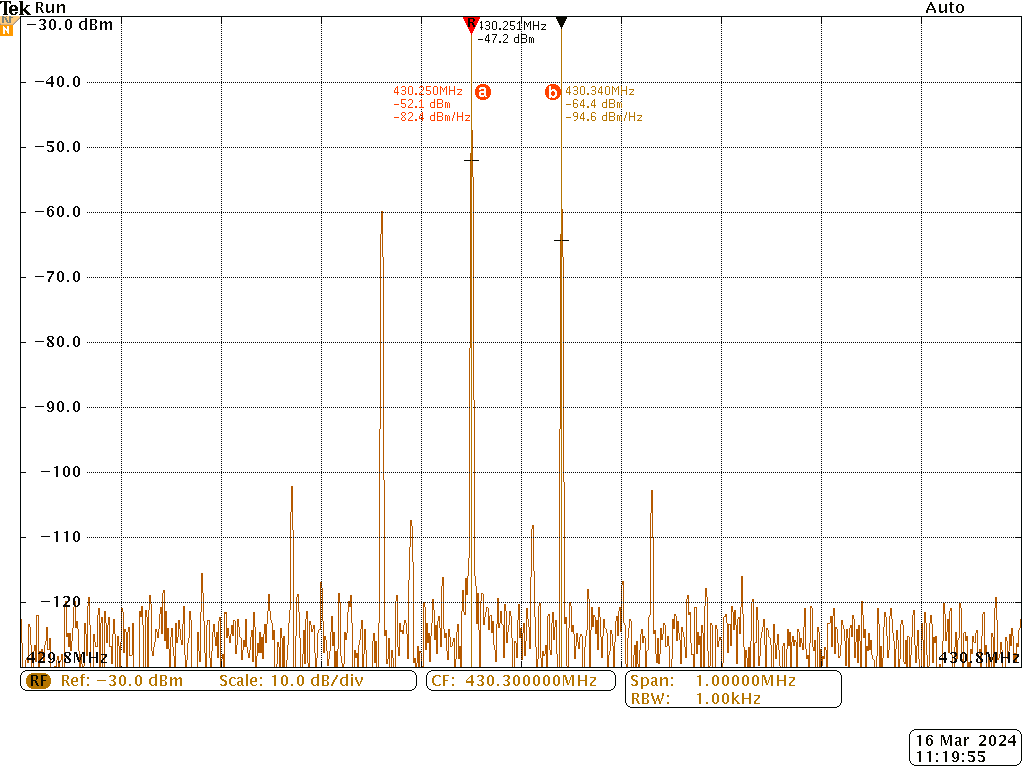 Tek Run Auto
N
−30.0 dBm
R 430.251MHz
−47.2 dBm
−40.0
430.250MHz a b 430.340MHz
−52.1 dBm −64.4 dBm
−82.4 dBm/Hz −94.6 dBm/Hz
−50.0
−60.0
−70.0
−80.0
−90.0
−100
−110
−120
429.8MHz 430.8MHz
RF Ref: −30.0 dBm Scale: 10.0 dB/div CF: 430.300000MHz Span: 1.00000MHz
RBW: 1.00kHz
16 Mar 2024
11:19:55